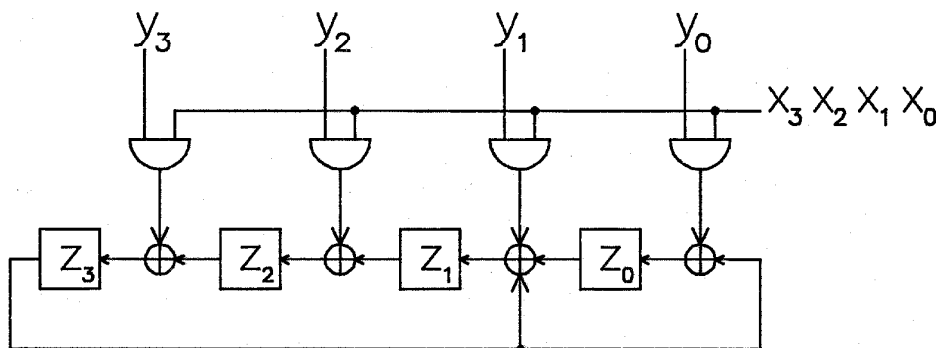 y₃ y₂ y₁ y₀
X₃ X₂ X₁ X₀
Z₃ Z₂ Z₁ Z₀